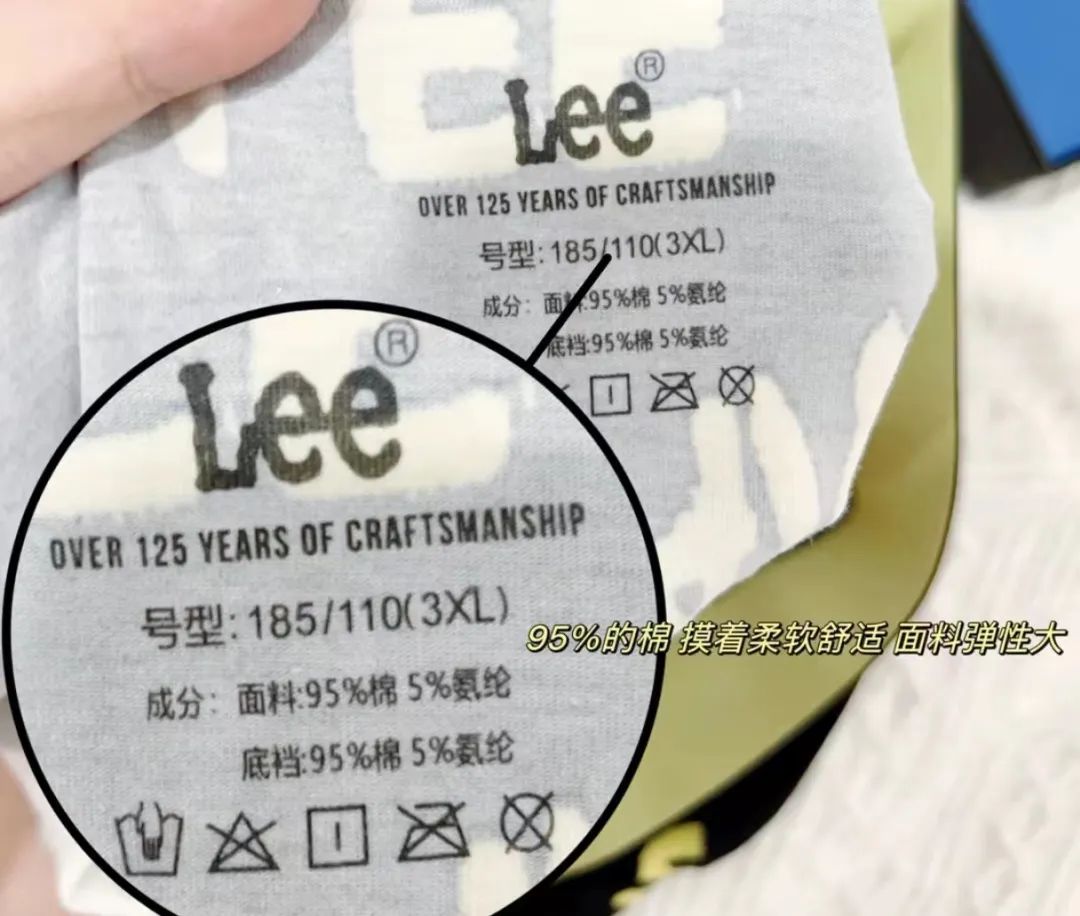 Lee®
OVER 125 YEARS OF CRAFTSMANSHIP
号型: 185/110(3XL)
成分: 面料:95%棉 5%氨纶
底裆:95%棉 5%氨纶
Lee®
OVER 125 YEARS OF CRAFTSMANSHIP
号型: 185/110(3XL)
成分: 面料:95%棉 5%氨纶
底裆:95%棉 5%氨纶
95%的棉 摸着柔软舒适 面料弹性大